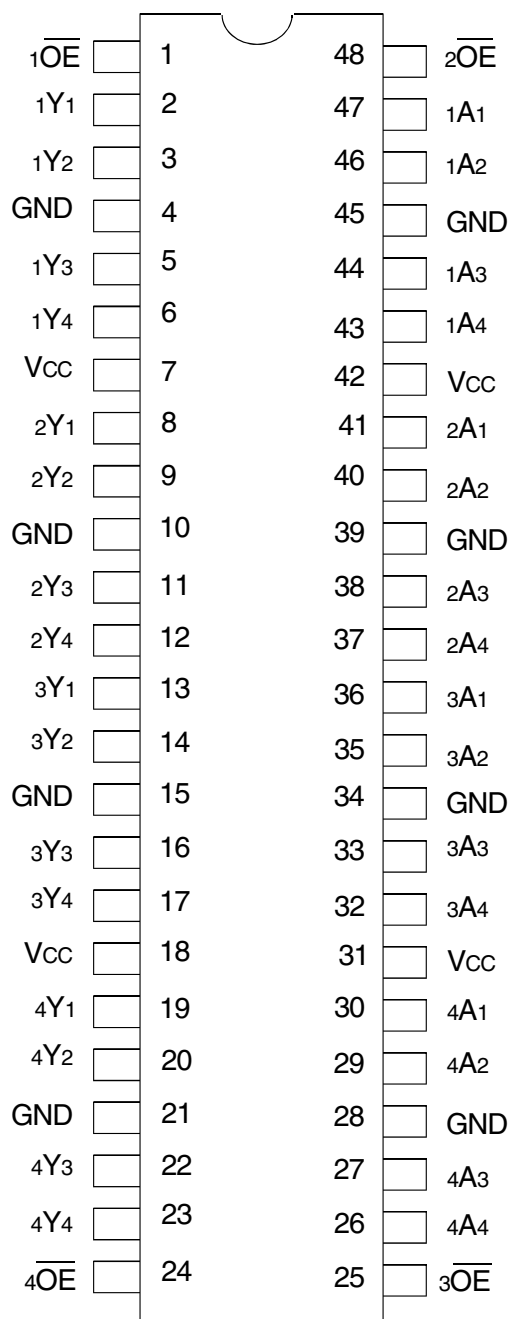 1O̅E̅ 1 48 2O̅E̅
1Y1 2 47 1A1
1Y2 3 46 1A2
GND 4 45 GND
1Y3 5 44 1A3
1Y4 6 43 1A4
VCC 7 42 VCC
2Y1 8 41 2A1
2Y2 9 40 2A2
GND 10 39 GND
2Y3 11 38 2A3
2Y4 12 37 2A4
3Y1 13 36 3A1
3Y2 14 35 3A2
GND 15 34 GND
3Y3 16 33 3A3
3Y4 17 32 3A4
VCC 18 31 VCC
4Y1 19 30 4A1
4Y2 20 29 4A2
GND 21 28 GND
4Y3 22 27 4A3
4Y4 23 26 4A4
4O̅E̅ 24 25 3O̅E̅